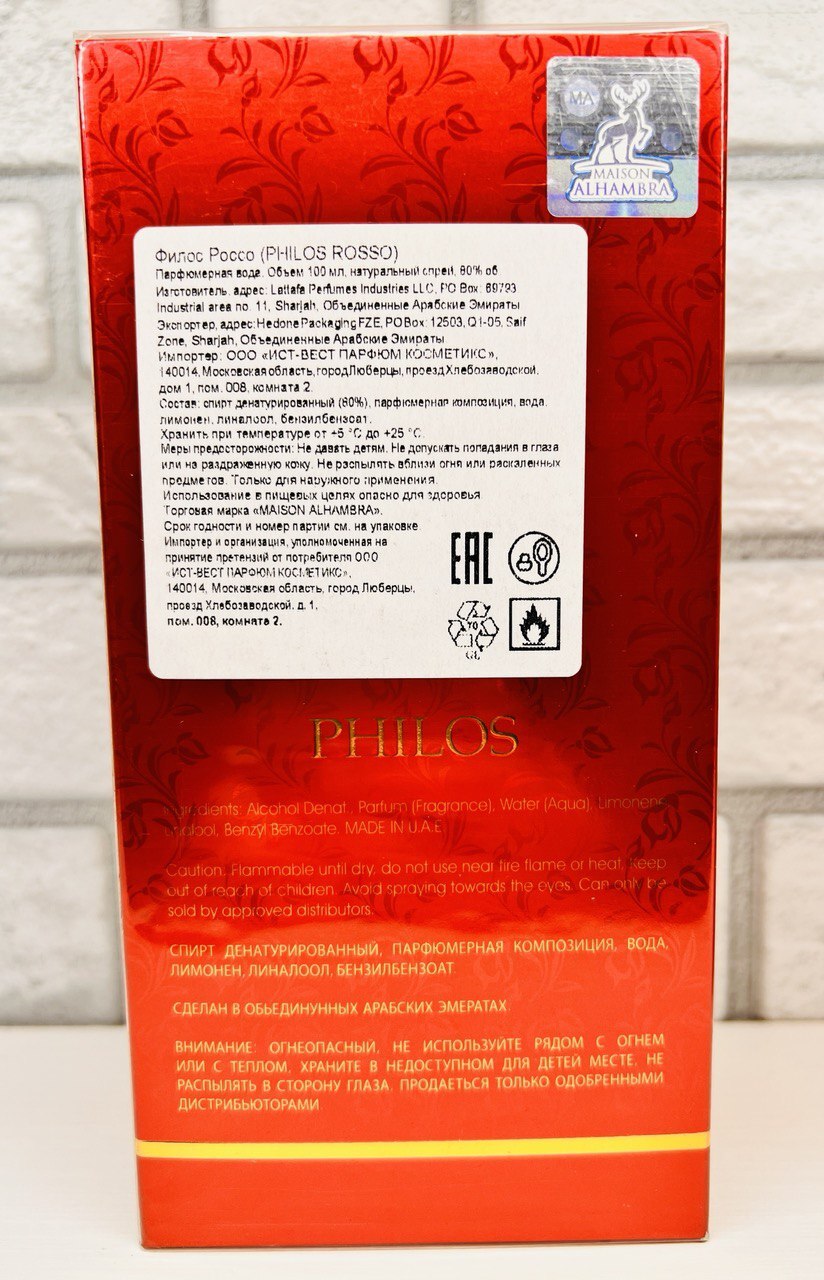 MA
MAISON
ALHAMBRA
Филос Россо (PHILOS ROSSO)
Парфюмерная вода. Объем 100 мл, натуральный спрей, 80% об.
Изготовитель, адрес: Lattafa Perfumes Industries LLC, PO Box: 69793
Industrial area no. 11, Sharjah, Объединенные Арабские Эмираты
Экспортер, адрес: Hedone Packaging FZE, PO Box: 12503, Q1-05, Saif
Zone, Sharjah, Объединенные Арабские Эмираты
Импортер: ООО «ИСТ-ВЕСТ ПАРФЮМ КОСМЕТИКС»,
140014, Московская область, город Люберцы, проезд Хлебозаводской,
дом 1, пом. 008, комната 2.
Состав: спирт денатурированный (80%), парфюмерная композиция, вода,
лимонен, линалоол, бензилбензоат.
Хранить при температуре от +5 °C до +25 °C.
Меры предосторожности: Не давать детям. Не допускать попадания в глаза
или на раздраженную кожу. Не распылять вблизи огня или раскаленных
предметов. Только для наружного применения.
Использование в пищевых целях опасно для здоровья.
Торговая марка «MAISON ALHAMBRA».
Срок годности и номер партии см. на упаковке.
Импортер и организация, уполномоченная на
принятие претензий от потребителя ООО
«ИСТ-ВЕСТ ПАРФЮМ КОСМЕТИКС»,
140014, Московская область, город Люберцы,
проезд Хлебозаводской, д. 1,
пом. 008, комната 2.
EAC
70
GL
PHILOS
Ingredients: Alcohol Denat., Parfum (Fragrance), Water (Aqua), Limonene,
Linalool, Benzyl Benzoate. MADE IN U.A.E
Caution: Flammable until dry, do not use near fire flame or heat. Keep
out of reach of children. Avoid spraying towards the eyes. Can only be
sold by approved distributors.
СПИРТ ДЕНАТУРИРОВАННЫЙ, ПАРФЮМЕРНАЯ КОМПОЗИЦИЯ, ВОДА,
ЛИМОНЕН, ЛИНАЛООЛ, БЕНЗИЛБЕНЗОАТ
СДЕЛАН В ОБЬЕДИНУННЫХ АРАБСКИХ ЭМЕРАТАХ.
ВНИМАНИЕ: ОГНЕОПАСНЫЙ, НЕ ИСПОЛЬЗУЙТЕ РЯДОМ С ОГНЕМ
ИЛИ С ТЕПЛОМ, ХРАНИТЕ В НЕДОСТУПНОМ ДЛЯ ДЕТЕЙ МЕСТЕ, НЕ
РАСПЫЛЯТЬ В СТОРОНУ ГЛАЗА. ПРОДАЕТЬСЯ ТОЛЬКО ОДОБРЕННЫМИ
ДИСТРИБЬЮТОРАМИ